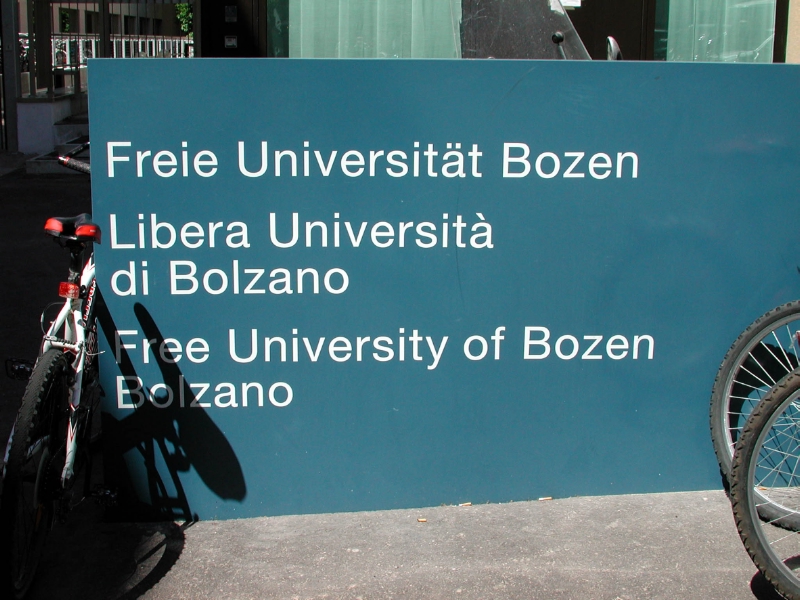 Freie Universität Bozen
Libera Università
di Bolzano
Free University of Bozen
Bolzano